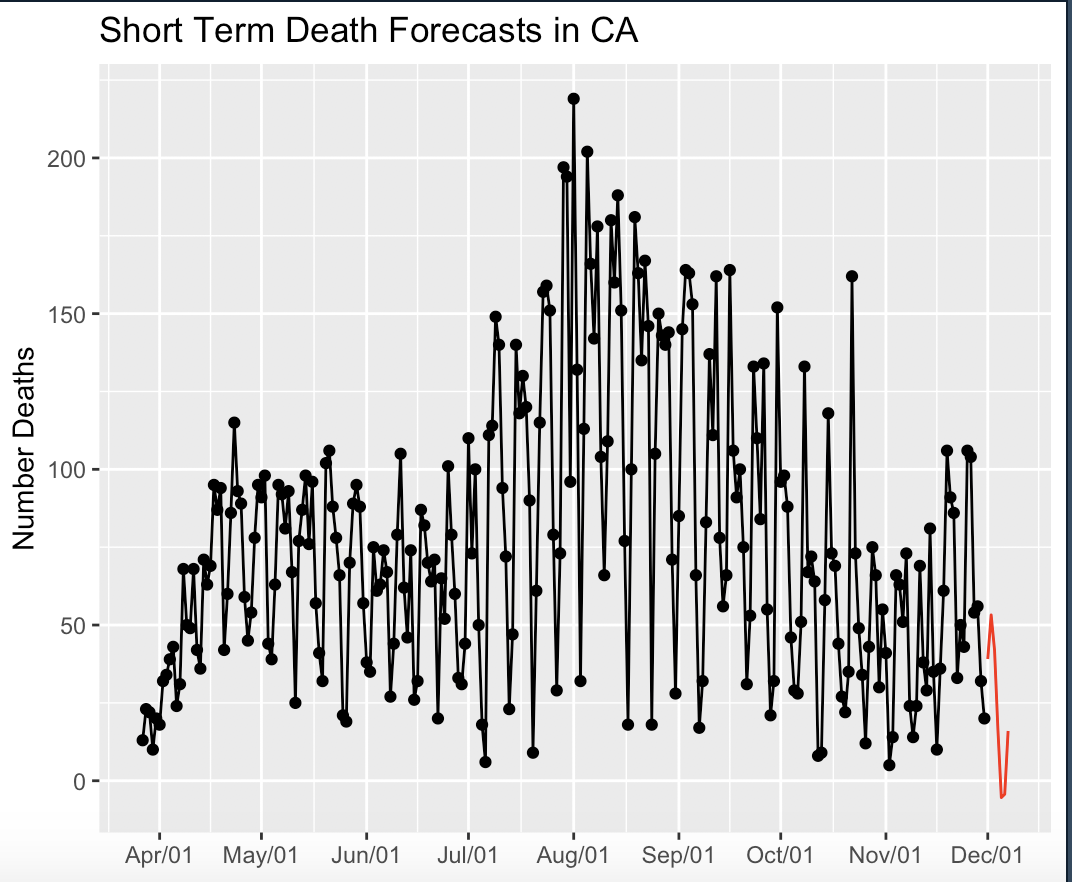 Short Term Death Forecasts in CA
Number Deaths
200
150
100
50
0
Apr/01 May/01 Jun/01 Jul/01 Aug/01 Sep/01 Oct/01 Nov/01 Dec/01